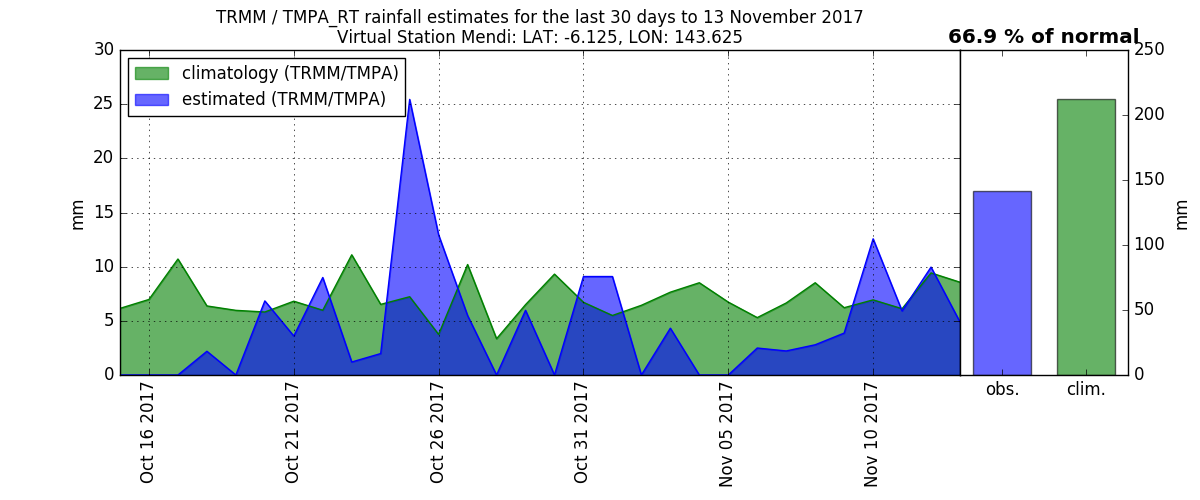 TRMM / TMPA_RT rainfall estimates for the last 30 days to 13 November 2017
Virtual Station Mendi: LAT: -6.125, LON: 143.625
66.9 % of normal
climatology (TRMM/TMPA)
estimated (TRMM/TMPA)
30
25
20
15
10
5
0
mm
Oct 16 2017
Oct 21 2017
Oct 26 2017
Oct 31 2017
Nov 05 2017
Nov 10 2017
obs.
clim.
250
200
150
100
50
0
mm